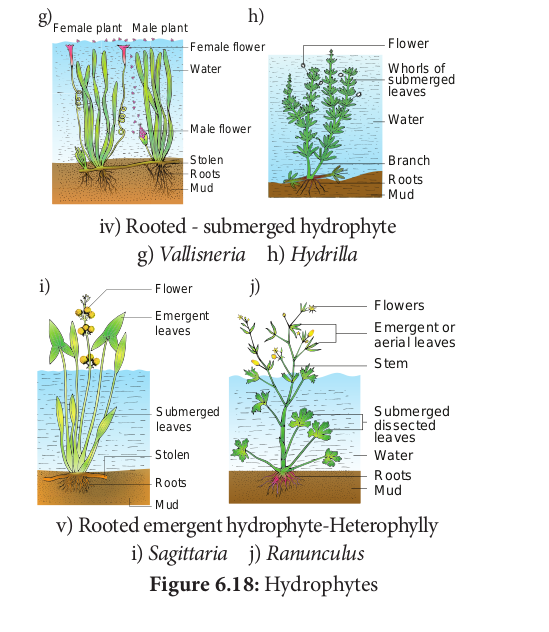 g)
Female plant
Male plant
Female flower
Water
Male flower
Stolen
Roots
Mud
h)
Flower
Whorls of
submerged
leaves
Water
Branch
Roots
Mud
iv) Rooted - submerged hydrophyte
g) Vallisneria h) Hydrilla
i)
Flower
Emergent
leaves
Submerged
leaves
Stolen
Roots
Mud
j)
Flowers
Emergent or
aerial leaves
Stem
Submerged
dissected
leaves
Water
Roots
Mud
v) Rooted emergent hydrophyte-Heterophylly
i) Sagittaria j) Ranunculus
Figure 6.18: Hydrophytes